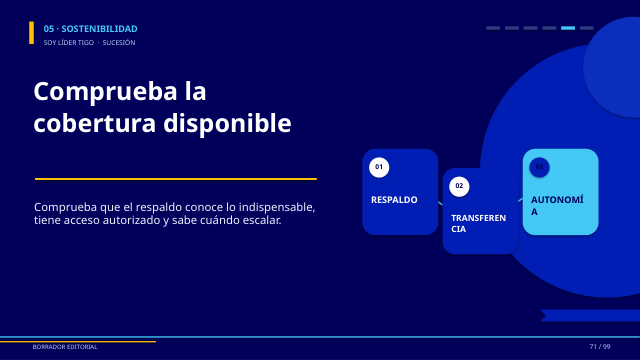 05 · SOSTENIBILIDAD
SOY LÍDER TIGO · SUCESIÓN
Comprueba la
cobertura disponible
Comprueba que el respaldo conoce lo indispensable,
tiene acceso autorizado y sabe cuándo escalar.
01
RESPALDO
02
TRANSFEREN
CIA
03
AUTONOMÍ
A
BORRADOR EDITORIAL
71 / 99